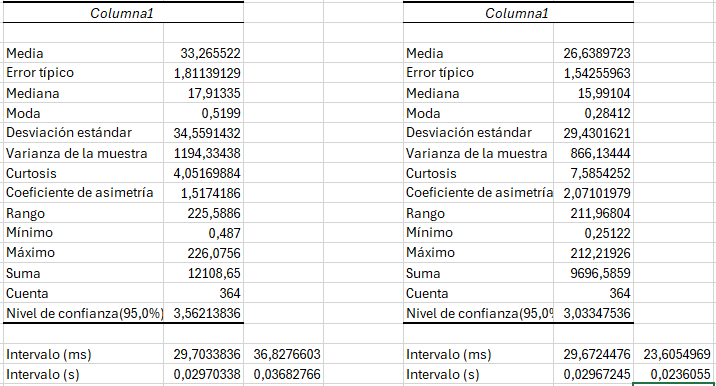 Columna1 Columna1
Media 33,265522 Media 26,6389723
Error típico 1,81139129 Error típico 1,54255963
Mediana 17,91335 Mediana 15,99104
Moda 0,5199 Moda 0,28412
Desviación estándar 34,5591432 Desviación estándar 29,4301621
Varianza de la muestra 1194,33438 Varianza de la muestra 866,13444
Curtosis 4,05169884 Curtosis 7,5854252
Coeficiente de asimetría 1,5174186 Coeficiente de asimetría 2,07101979
Rango 225,5886 Rango 211,96804
Mínimo 0,487 Mínimo 0,25122
Máximo 226,0756 Máximo 212,21926
Suma 12108,65 Suma 9696,5859
Cuenta 364 Cuenta 364
Nivel de confianza(95,0%) 3,56213836 Nivel de confianza(95,0% 3,03347536
Intervalo (ms) 29,7033836 36,8276603 Intervalo (ms) 29,6724476 23,6054969
Intervalo (s) 0,02970338 0,03682766 Intervalo (s) 0,02967245 0,0236055